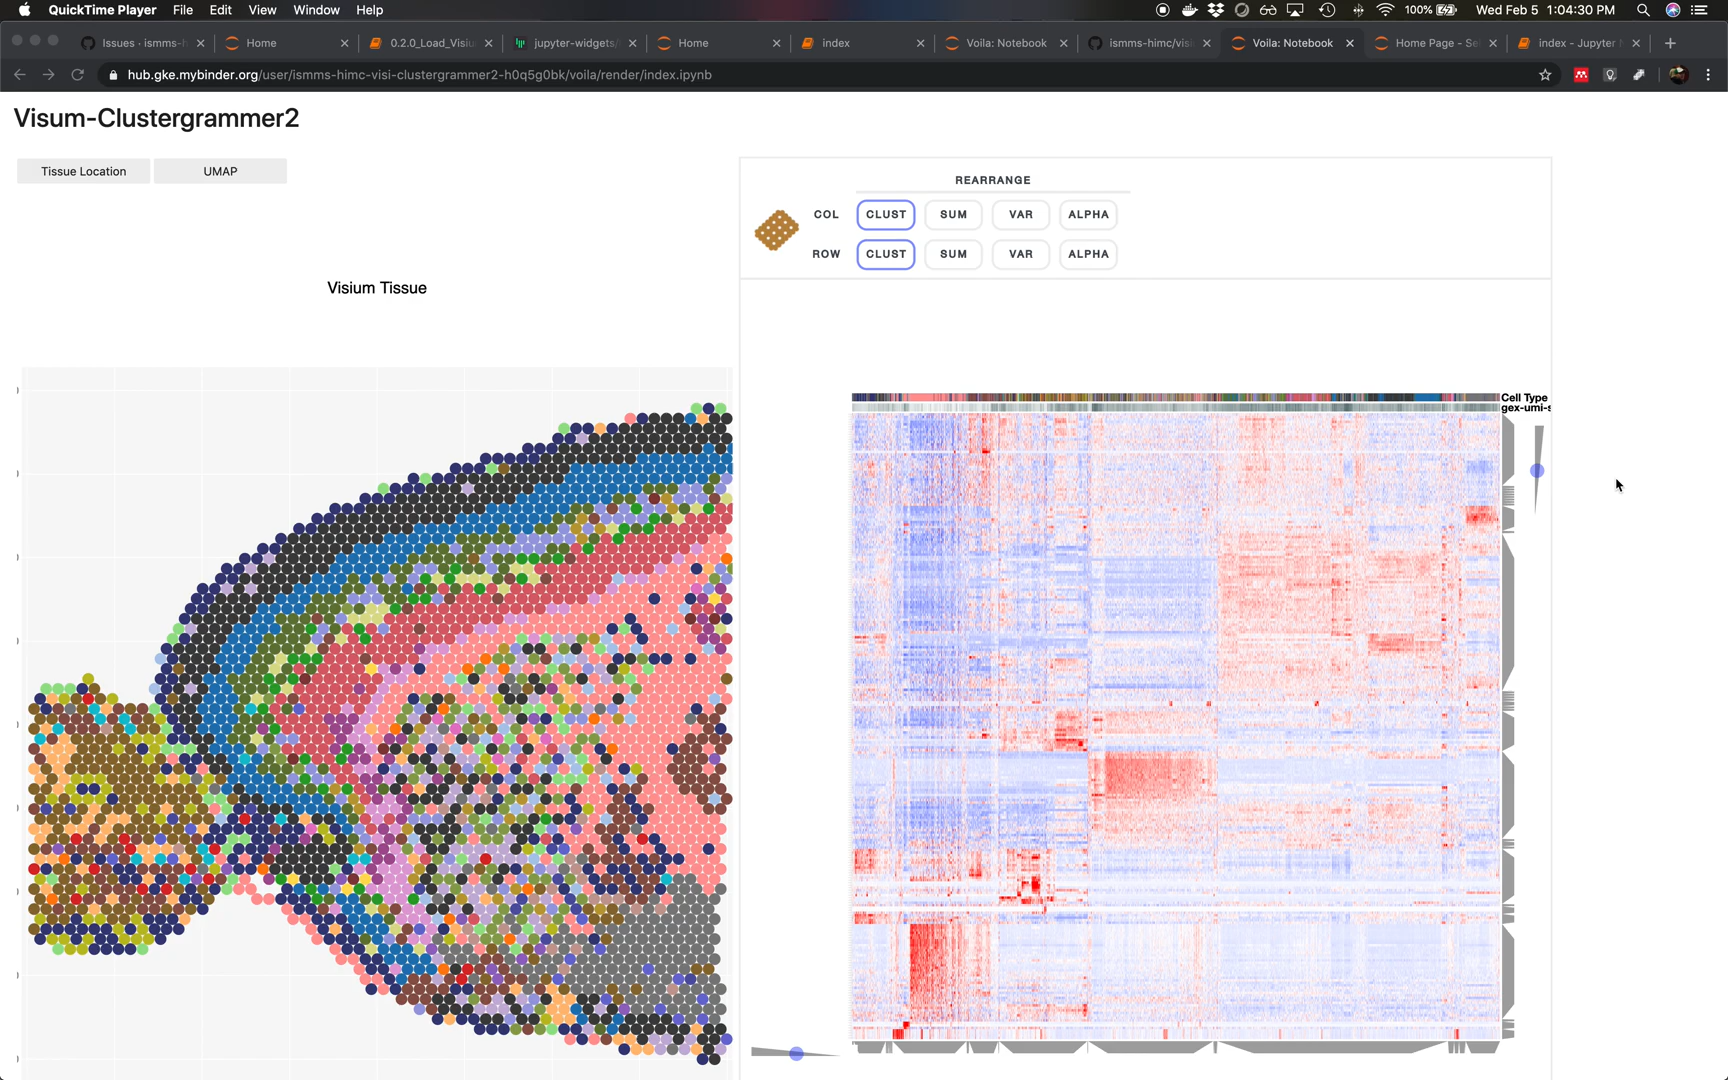 QuickTime Player File Edit View Window Help 100% Wed Feb 5 1:04:30 PM
Issues · ismms-h Home 0.2.0_Load_Visiu jupyter-widgets/ Home index Voila: Notebook ismms-himc/visi Voila: Notebook Home Page - Se index - Jupyter
hub.gke.mybinder.org/user/ismms-himc-visi-clustergrammer2-h0q5g0bk/voila/render/index.ipynb
Visum-Clustergrammer2
Tissue Location UMAP
Visium Tissue
REARRANGE
COL CLUST SUM VAR ALPHA
ROW CLUST SUM VAR ALPHA
Cell Type
gex-umi-s